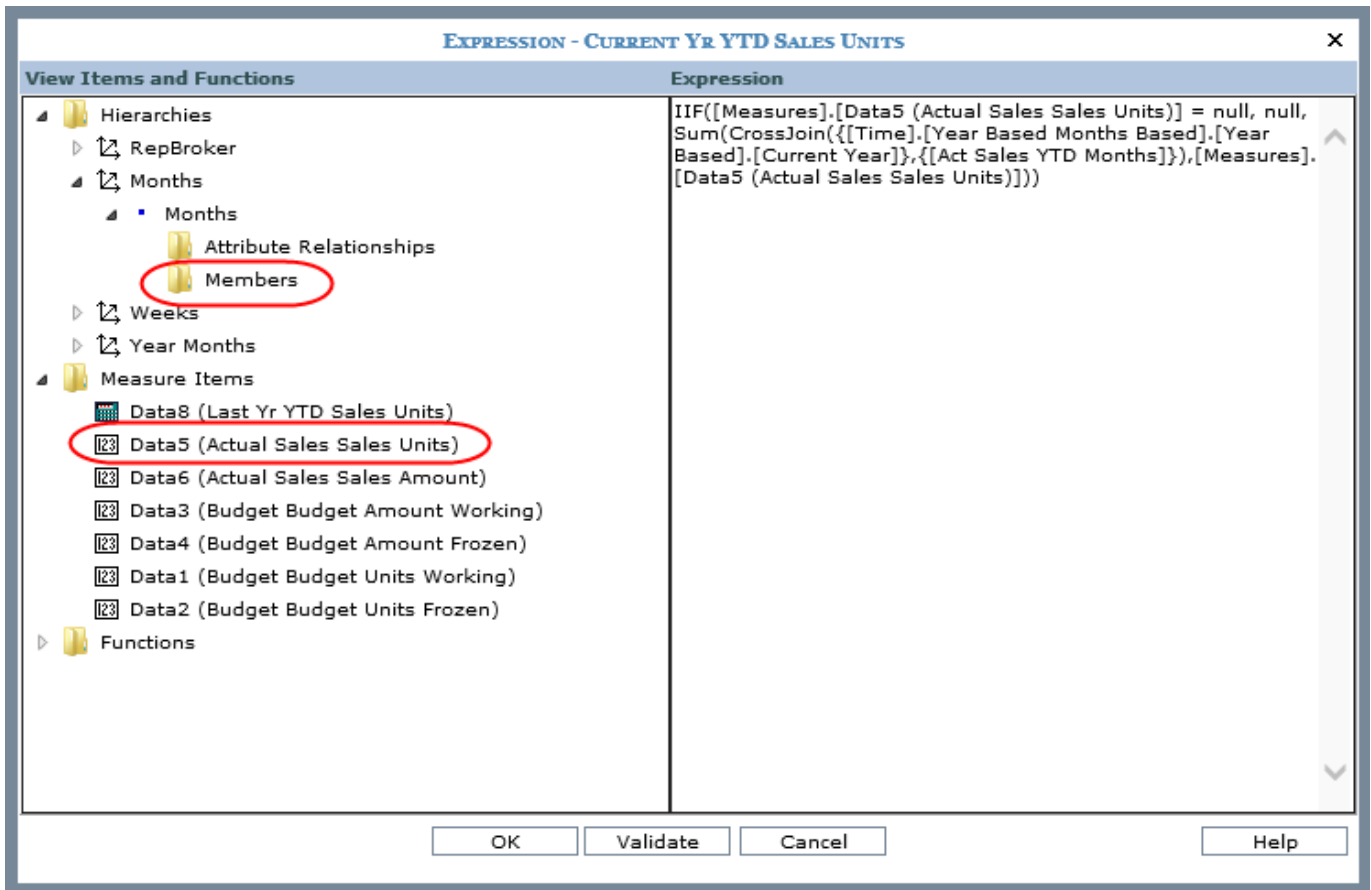 Expression - Current Yr YTD Sales Units
View Items and Functions
Expression
Hierarchies
RepBroker
Months
Months
Attribute Relationships
Members
Weeks
Year Months
Measure Items
Data8 (Last Yr YTD Sales Units)
Data5 (Actual Sales Sales Units)
Data6 (Actual Sales Sales Amount)
Data3 (Budget Budget Amount Working)
Data4 (Budget Budget Amount Frozen)
Data1 (Budget Budget Units Working)
Data2 (Budget Budget Units Frozen)
Functions
IIF([Measures].[Data5 (Actual Sales Sales Units)] = null, null,
Sum(CrossJoin({[Time].[Year Based Months Based].[Year
Based].[Current Year]},{[Act Sales YTD Months]}),[Measures].
[Data5 (Actual Sales Sales Units)]))
OK
Validate
Cancel
Help